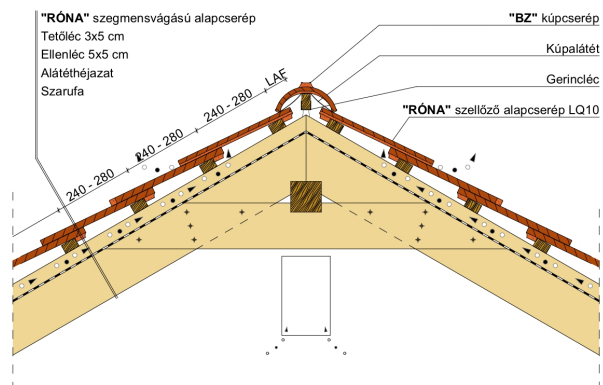 "RÓNA" szegmensvágású alapcserép
Tetőléc 3x5 cm
Ellenléc 5x5 cm
Alátéthéjazat
Szarufa
"BZ" kúpcserép
Kúpalátét
Gerincléc
"RÓNA" szellőző alapcserép LQ10
LAF
240 - 280
240 - 280
240 - 280